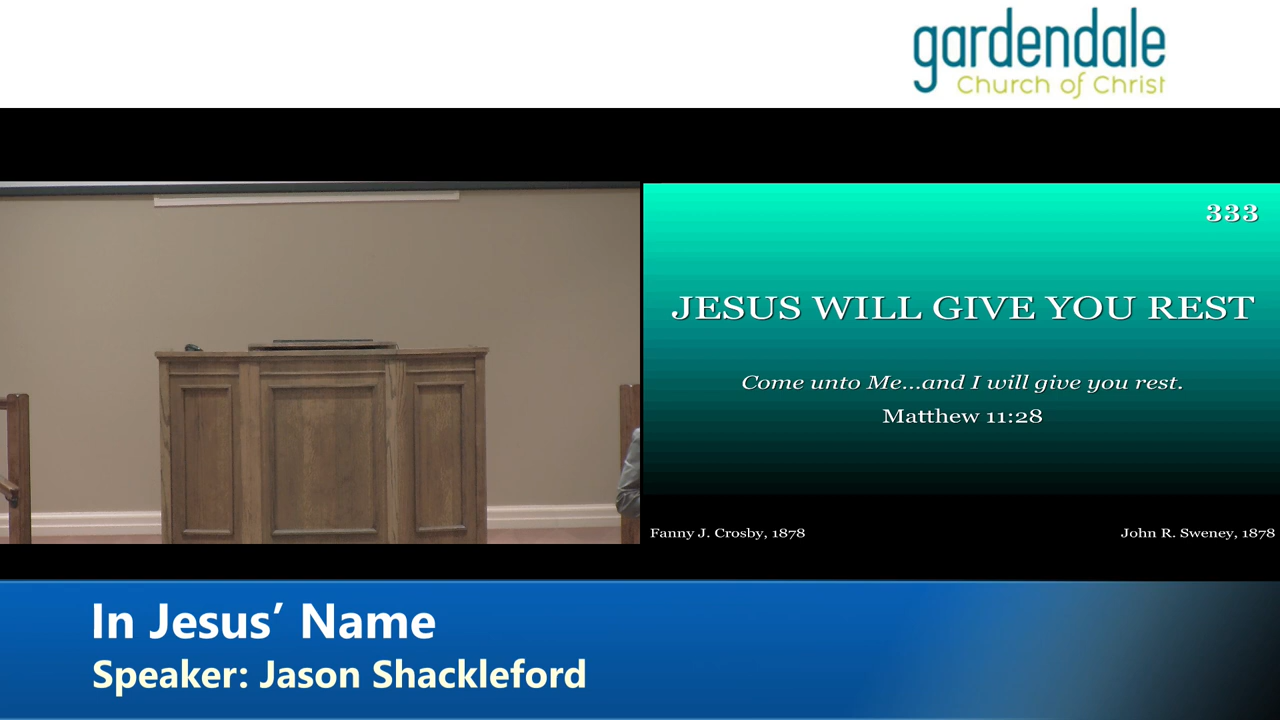 gardendale
Church of Christ
333
JESUS WILL GIVE YOU REST
Come unto Me...and I will give you rest.
Matthew 11:28
Fanny J. Crosby, 1878
John R. Sweney, 1878
In Jesus’ Name
Speaker: Jason Shackleford